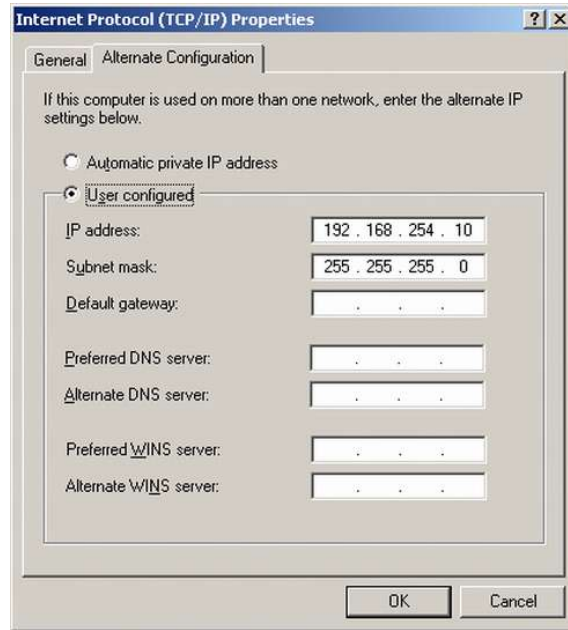 Internet Protocol (TCP/IP) Properties
General
Alternate Configuration
If this computer is used on more than one network, enter the alternate IP
settings below.
Automatic private IP address
User configured
IP address: 192 . 168 . 254 . 10
Subnet mask: 255 . 255 . 255 . 0
Default gateway: . . .
Preferred DNS server: . . .
Alternate DNS server: . . .
Preferred WINS server: . . .
Alternate WINS server: . . .
OK
Cancel